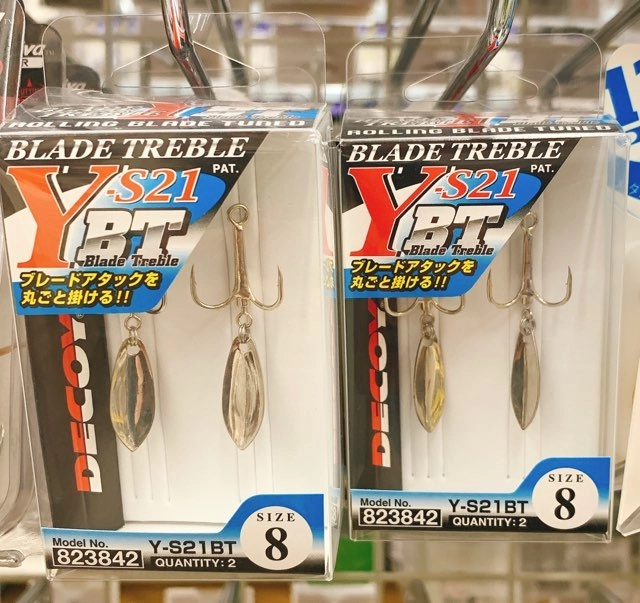 ROLLING BLADE TUNED
BLADE TREBLE
PAT.
Y-S21
BT
Blade Treble
ブレードアタックを
丸ごと掛ける!!
DECOY
Model No.
823842
Y-S21BT
QUANTITY: 2
SIZE
8
ROLLING BLADE TUNED
BLADE TREBLE
PAT.
Y-S21
BT
Blade Treble
ブレードアタックを
丸ごと掛ける!!
DECOY
Model No.
823842
Y-S21BT
QUANTITY: 2
SIZE
8